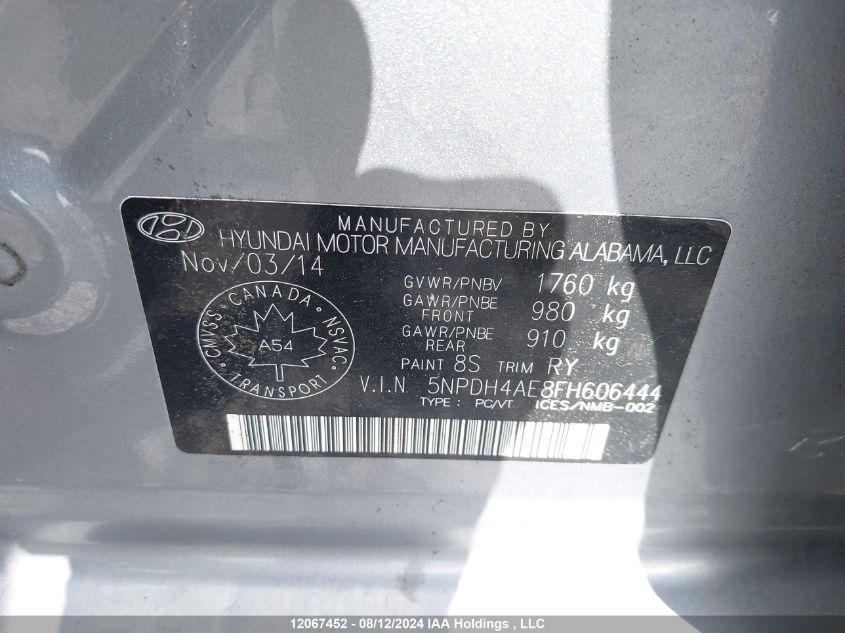 MANUFACTURED BY
HYUNDAI MOTOR MANUFACTURING ALABAMA, LLC
Nov/03/14
GVWR/PNBV 1760 kg
GAWR/PNBE FRONT 980 kg
GAWR/PNBE REAR 910 kg
PAINT 8S TRIM RY
V.I.N 5NPDH4AE8FH606444
TYPE : PC/VT ICES/NMB-002
CMVSS • CANADA • NSVAC • TRANSPORT •
A54
12067452 - 08/12/2024 IAA Holdings , LLC